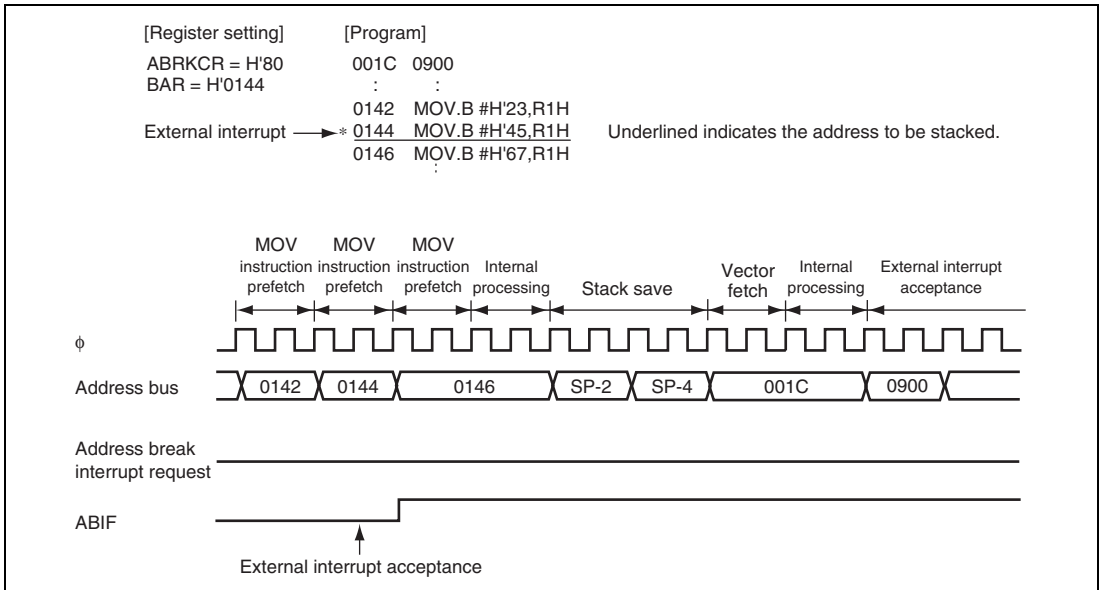 [Register setting] [Program]
ABRKCR = H'80 001C 0900
BAR = H'0144 : :
0142 MOV.B #H'23,R1H
External interrupt * 0144 MOV.B #H'45,R1H Underlined indicates the address to be stacked.
0146 MOV.B #H'67,R1H
:
MOV MOV MOV
instruction instruction instruction Internal Vector Internal External interrupt
prefetch prefetch prefetch processing Stack save fetch processing acceptance
φ
Address bus 0142 0144 0146 SP-2 SP-4 001C 0900
Address break
interrupt request
ABIF
External interrupt acceptance